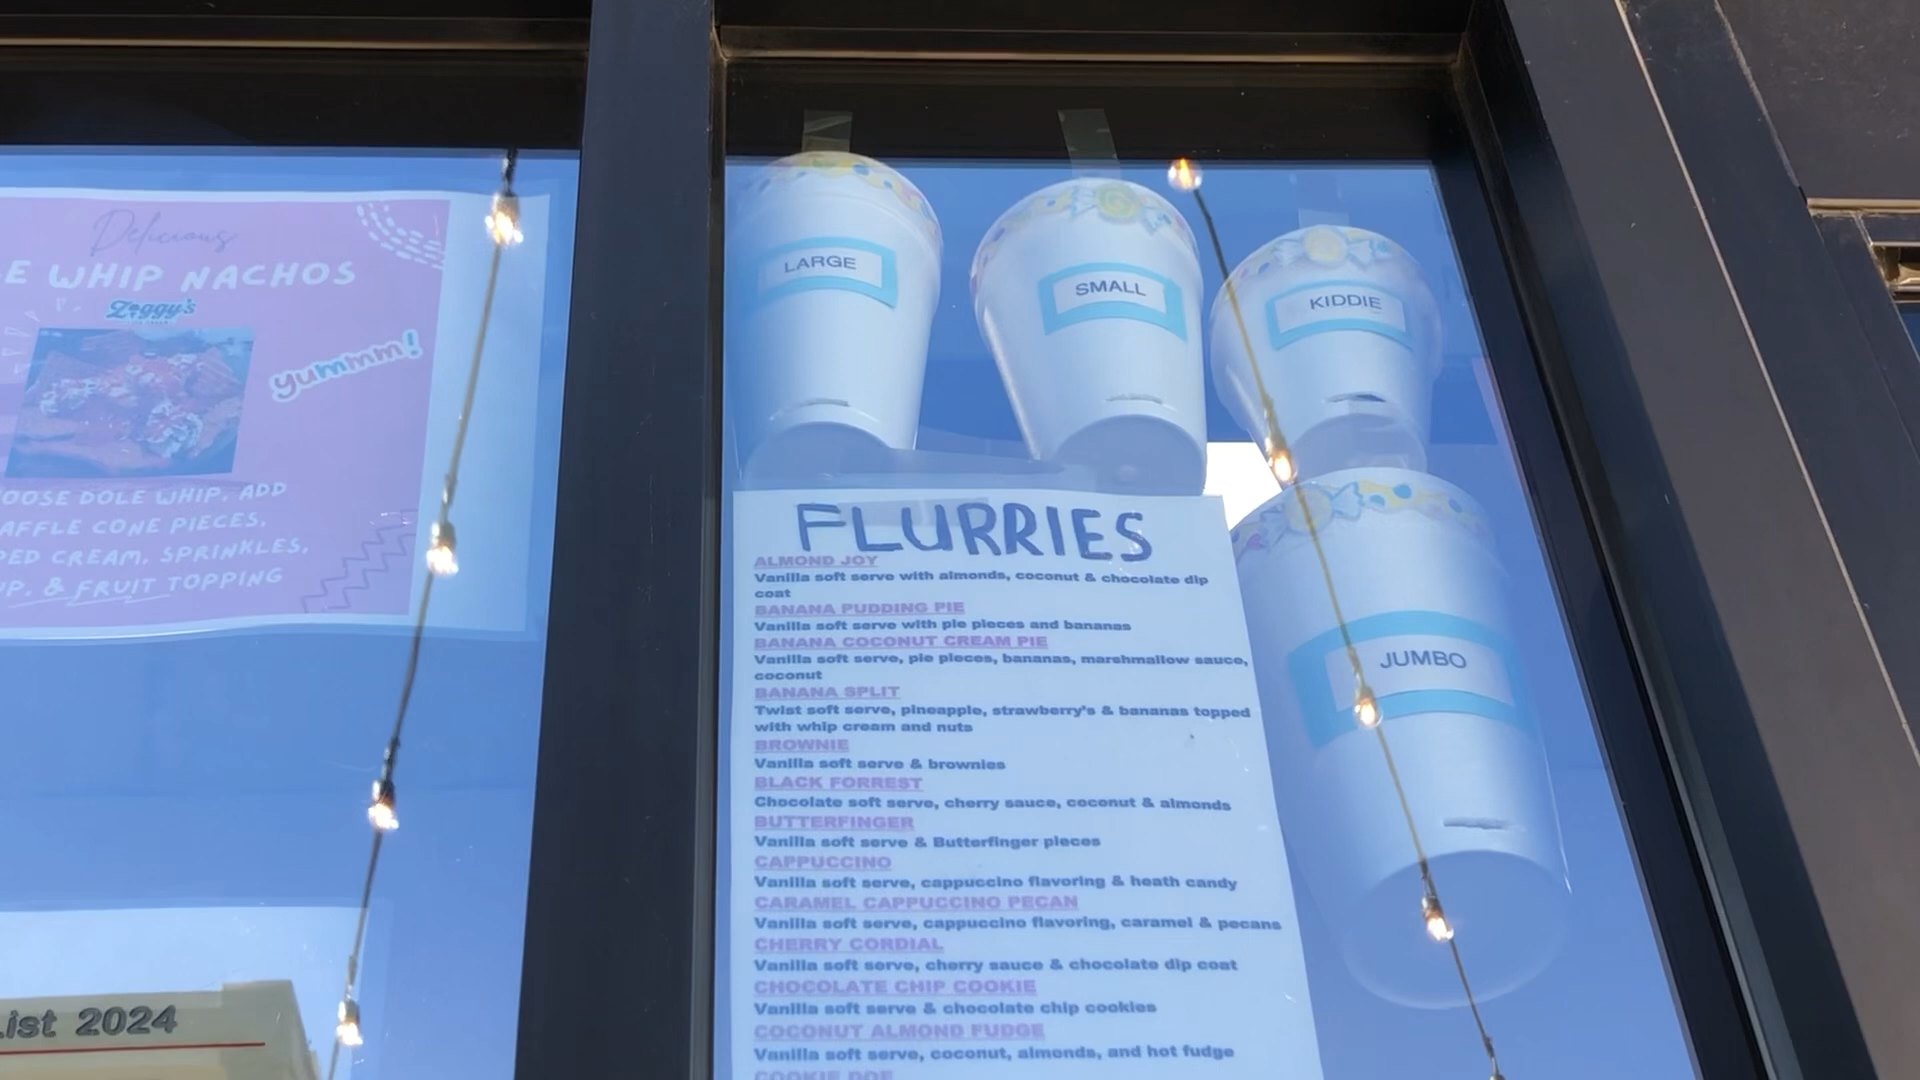 Delicious
E WHIP NACHOS
Zeggy's
yummm!
OOSE DOLE WHIP, ADD
AFFLE CONE PIECES,
PED CREAM, SPRINKLES,
UP, & FRUIT TOPPING
List 2024
LARGE
SMALL
KIDDIE
JUMBO
FLURRIES
ALMOND JOY
Vanilla soft serve with almonds, coconut & chocolate dip
coat
BANANA PUDDING PIE
Vanilla soft serve with pie pieces and bananas
BANANA COCONUT CREAM PIE
Vanilla soft serve, pie pieces, bananas, marshmallow sauce,
coconut
BANANA SPLIT
Twist soft serve, pineapple, strawberry's & bananas topped
with whip cream and nuts
BROWNIE
Vanilla soft serve & brownies
BLACK FORREST
Chocolate soft serve, cherry sauce, coconut & almonds
BUTTERFINGER
Vanilla soft serve & Butterfinger pieces
CAPPUCCINO
Vanilla soft serve, cappuccino flavoring & heath candy
CARAMEL CAPPUCCINO PECAN
Vanilla soft serve, cappuccino flavoring, caramel & pecans
CHERRY CORDIAL
Vanilla soft serve, cherry sauce & chocolate dip coat
CHOCOLATE CHIP COOKIE
Vanilla soft serve & chocolate chip cookies
COCONUT ALMOND FUDGE
Vanilla soft serve, coconut, almonds, and hot fudge
COOKIE DOE